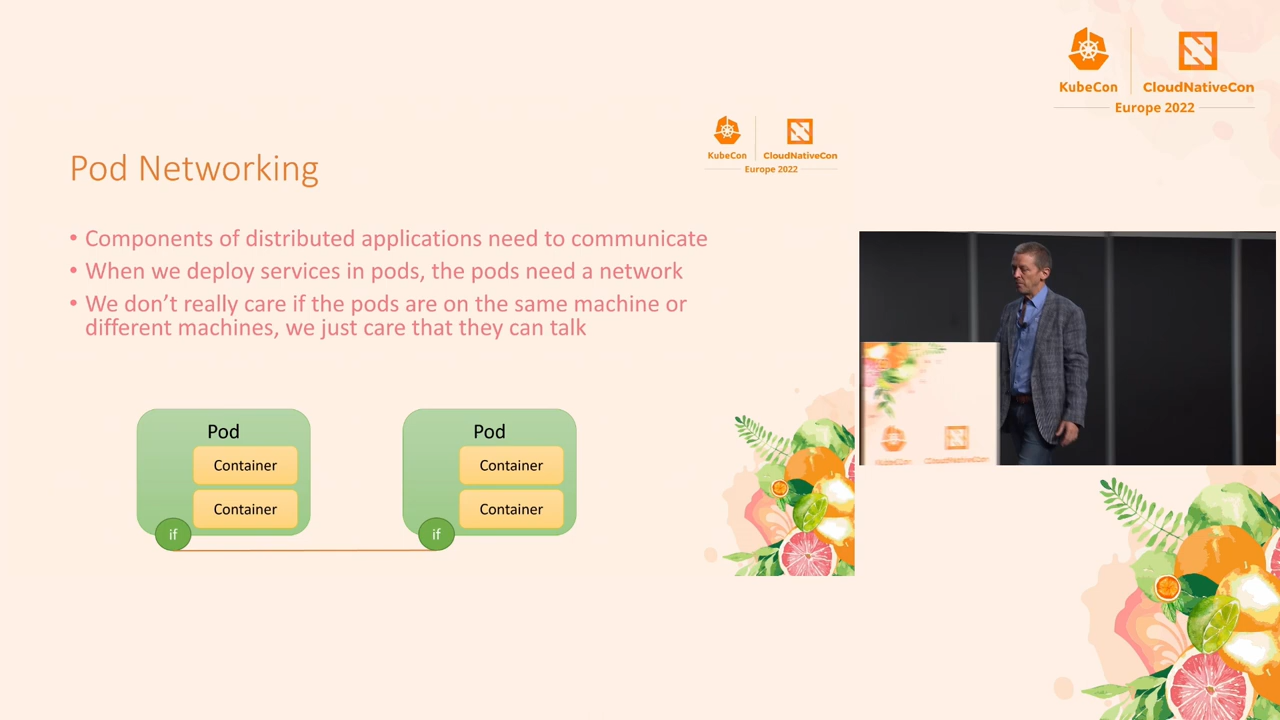 KubeCon
CloudNativeCon
Europe 2022
KubeCon
CloudNativeCon
Europe 2022
Pod Networking
• Components of distributed applications need to communicate
• When we deploy services in pods, the pods need a network
• We don’t really care if the pods are on the same machine or
different machines, we just care that they can talk
Pod
Container
Container
if
Pod
Container
Container
if
KubeCon
CloudNativeCon